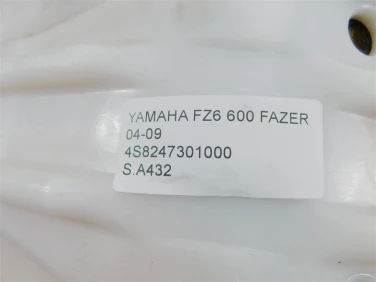 YAMAHA FZ6 600 FAZER
04-09
4S8247301000
S.A432